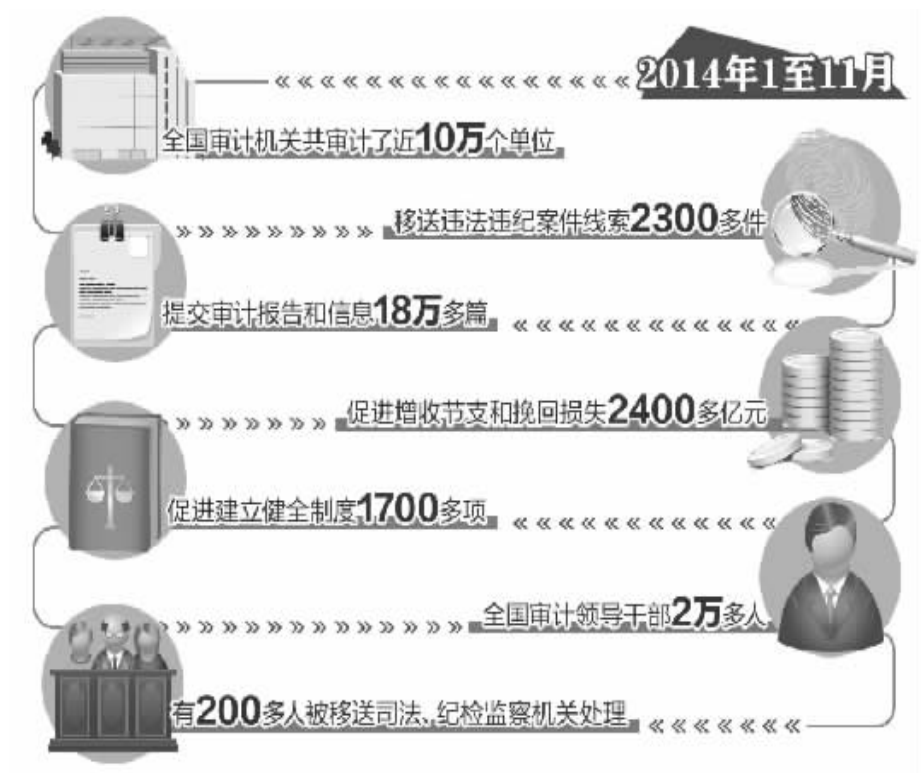 2014年1至11月
全国审计机关共审计了近10万个单位
移送违法违纪案件线索2300多件
提交审计报告和信息18万多篇
促进增收节支和挽回损失2400多亿元
促进建立健全制度1700多项
全国审计领导干部2万多人
有200多人被移送司法、纪检监察机关处理